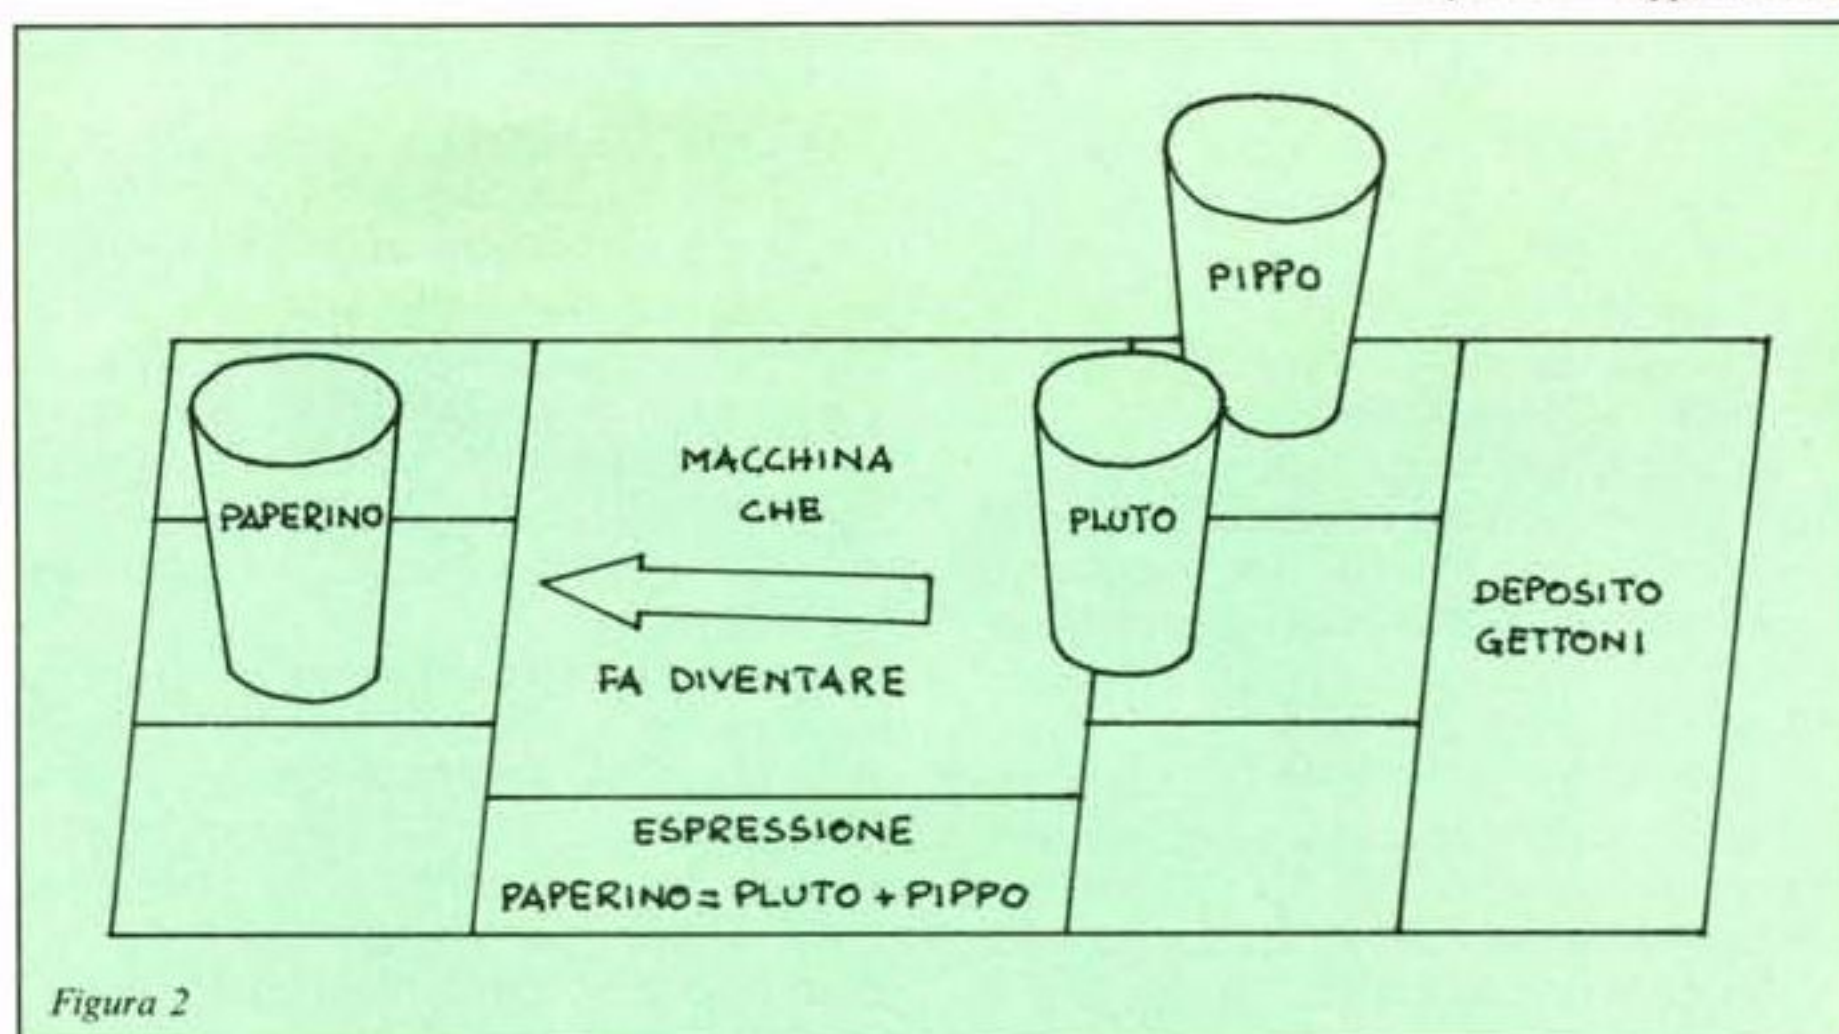 PIPPO
PAPERINO
MACCHINA
CHE
FA DIVENTARE
PLUTO
DEPOSITO
GETTONI
ESPRESSIONE
PAPERINO = PLUTO + PIPPO
Figura 2